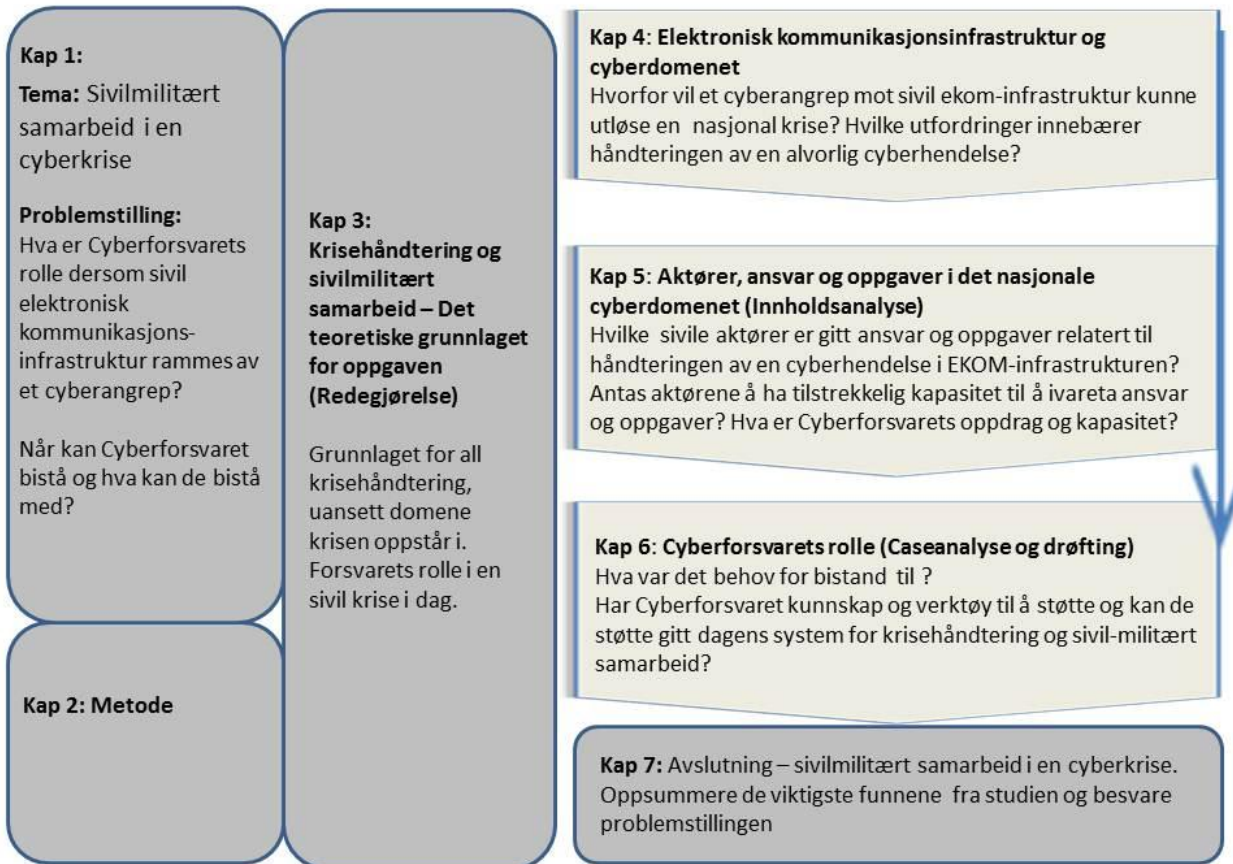 Kap 1:
Tema: Sivilmilitært
samarbeid i en
cyberkrise
Problemstilling:
Hva er Cyberforsvarets
rolle dersom sivil
elektronisk
kommunikasjons-
infrastruktur rammes av
et cyberangrep?
Når kan Cyberforsvaret
bistå og hva kan de bistå
med?
Kap 2: Metode
Kap 3:
Krisehåndtering og
sivilmilitært
samarbeid – Det
teoretiske grunnlaget
for oppgaven
(Redegjørelse)
Grunnlaget for all
krisehåndtering,
uansett domene
krisen oppstår i.
Forsvarets rolle i en
sivil krise i dag.
Kap 4: Elektronisk kommunikasjonsinfrastruktur og
cyberdomenet
Hvorfor vil et cyberangrep mot sivil ekom-infrastruktur kunne
utløse en nasjonal krise? Hvilke utfordringer innebærer
håndteringen av en alvorlig cyberhendelse?
Kap 5: Aktører, ansvar og oppgaver i det nasjonale
cyberdomenet (Innholdsanalyse)
Hvilke sivile aktører er gitt ansvar og oppgaver relatert til
håndteringen av en cyberhendelse i EKOM-infrastrukturen?
Antas aktørene å ha tilstrekkelig kapasitet til å ivareta ansvar
og oppgaver? Hva er Cyberforsvarets oppdrag og kapasitet?
Kap 6: Cyberforsvarets rolle (Caseanalyse og drøfting)
Hva var det behov for bistand til ?
Har Cyberforsvaret kunnskap og verktøy til å støtte og kan de
støtte gitt dagens system for krisehåndtering og sivil-militært
samarbeid?
Kap 7: Avslutning – sivilmilitært samarbeid i en cyberkrise.
Oppsummere de viktigste funnene fra studien og besvare
problemstillingen